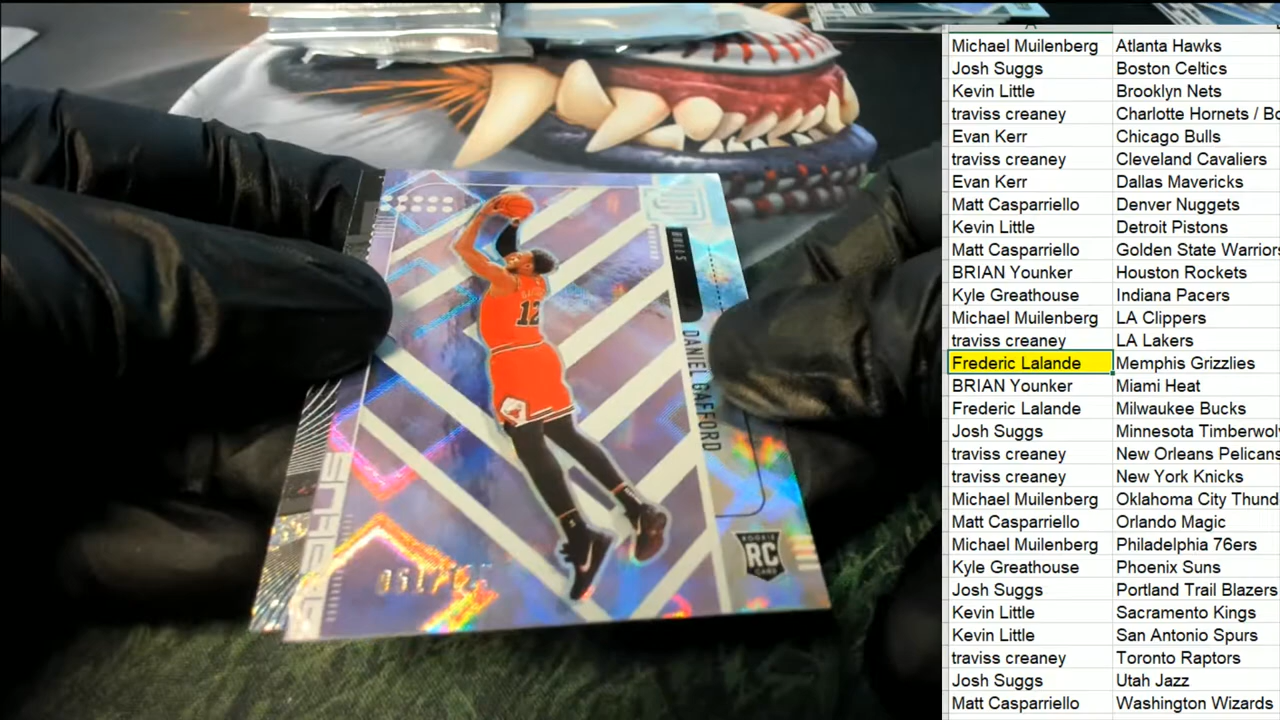 BULLS
12
DANIEL GAFFORD
ROOKIE
RC
CARD
Michael Muilenberg Atlanta Hawks
Josh Suggs Boston Celtics
Kevin Little Brooklyn Nets
traviss creaney Charlotte Hornets / Bo
Evan Kerr Chicago Bulls
traviss creaney Cleveland Cavaliers
Evan Kerr Dallas Mavericks
Matt Casparriello Denver Nuggets
Kevin Little Detroit Pistons
Matt Casparriello Golden State Warriors
BRIAN Younker Houston Rockets
Kyle Greathouse Indiana Pacers
Michael Muilenberg LA Clippers
traviss creaney LA Lakers
Frederic Lalande Memphis Grizzlies
BRIAN Younker Miami Heat
Frederic Lalande Milwaukee Bucks
Josh Suggs Minnesota Timberwol
traviss creaney New Orleans Pelicans
traviss creaney New York Knicks
Michael Muilenberg Oklahoma City Thund
Matt Casparriello Orlando Magic
Michael Muilenberg Philadelphia 76ers
Kyle Greathouse Phoenix Suns
Josh Suggs Portland Trail Blazers
Kevin Little Sacramento Kings
Kevin Little San Antonio Spurs
traviss creaney Toronto Raptors
Josh Suggs Utah Jazz
Matt Casparriello Washington Wizards